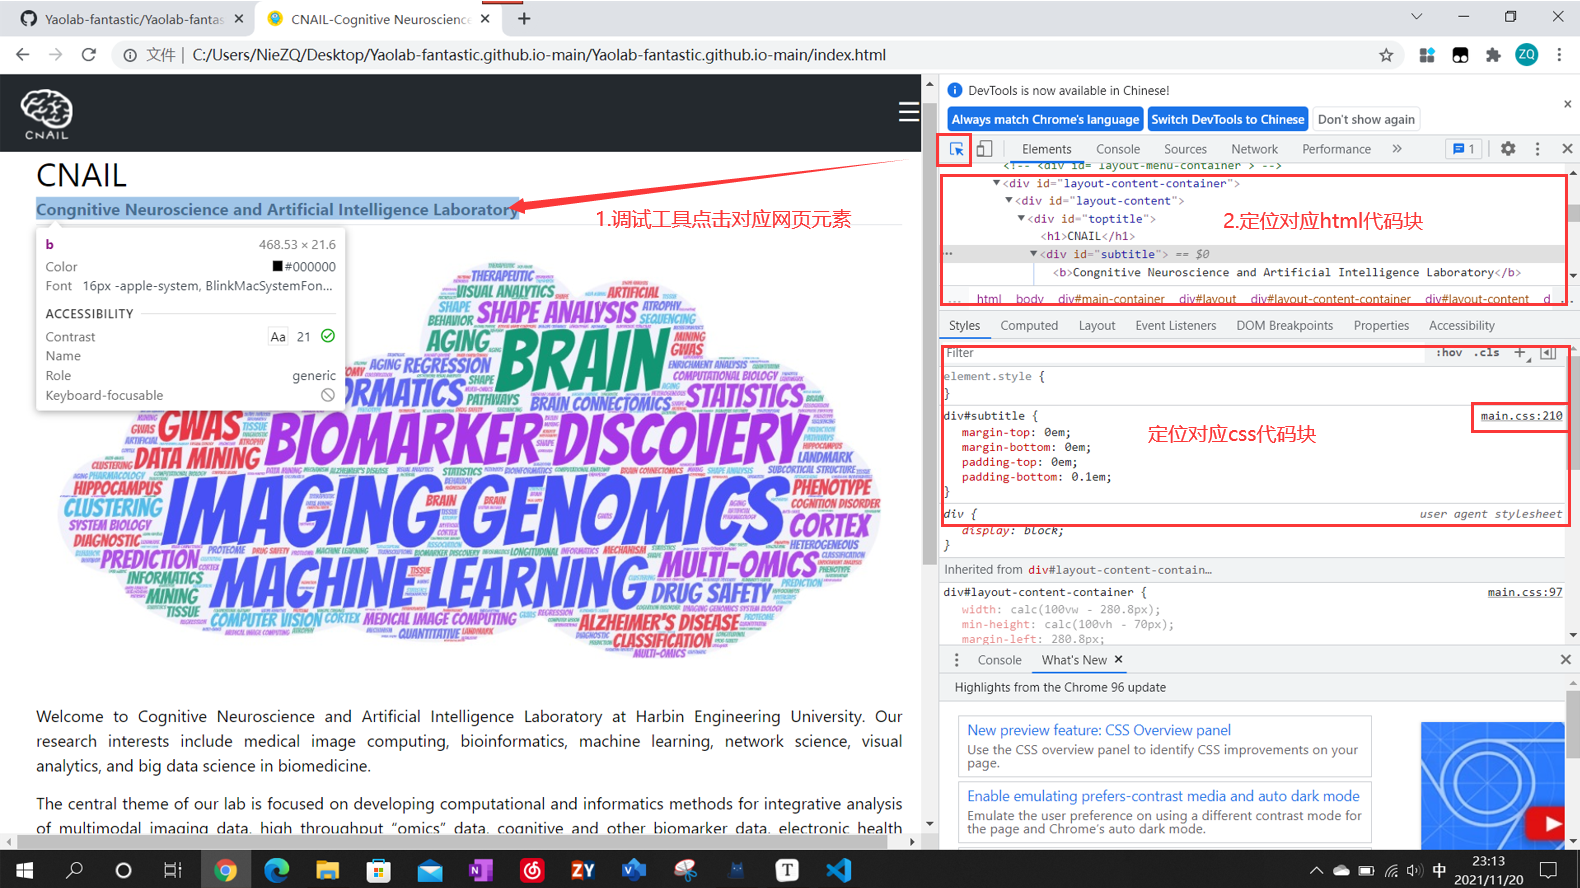 Yaolab-fantastic/Yaolab-fantas
CNAIL-Cognitive Neuroscience
文件 | C:/Users/NieZQ/Desktop/Yaolab-fantastic.github.io-main/Yaolab-fantastic.github.io-main/index.html
ZQ
CNAIL
CNAIL
Congnitive Neuroscience and Artificial Intelligence Laboratory
1.调试工具点击对应网页元素
b 468.53 × 21.6
Color #000000
Font 16px -apple-system, BlinkMacSystemFon...
ACCESSIBILITY
Contrast Aa 21
Name
Role generic
Keyboard-focusable
THERAPEUTIC
VISUAL ANALYTICS
ARTIFICIAL
SHAPE
SHAPE ANALYSIS
ATROPHY
BEHAVIOR
SEQUENCING
AGING
BRAIN
MINING
GWAS
AGING REGRESSION
ENRICHMENT ANALYSIS
COMPUTATIONAL BIOLOGY
RMATICS
SHAPE
PATHWAYS
BRAIN CONNECTOMICS
STATISTICS
GWAS
BIOMARKER DISCOVERY
DATA MINING
LANDMARK
CLUSTERING
SUBCORTICAL STRUCTURE
HIPPOCAMPUS
IMAGING GENOMICS
PHENOTYPE
CLUSTERING
COGNITION DISORDER
SYSTEM BIOLOGY
CORTEX
DIAGNOSTIC
HETEROGENEOUS
PREDICTION
MULTI-OMICS
INFORMATICS
MACHINE LEARNING
MINING
DRUG SAFETY
TISSUE
COMPUTER VISION
CORTEX
MEDICAL IMAGE COMPUTING
ALZHEIMER'S DISEASE
QUANTITATIVE
CLASSIFICATION
MULTI-OMICS
Welcome to Cognitive Neuroscience and Artificial Intelligence Laboratory at Harbin Engineering University. Our
research interests include medical image computing, bioinformatics, machine learning, network science, visual
analytics, and big data science in biomedicine.
The central theme of our lab is focused on developing computational and informatics methods for integrative analysis
of multimodal imaging data, high throughput “omics” data, cognitive and other biomarker data, electronic health
DevTools is now available in Chinese!
Always match Chrome's language Switch DevTools to Chinese Don't show again
Elements Console Sources Network Performance » 1
<!-- <div id="layout-menu-container"> -->
<div id="layout-content-container">
<div id="layout-content">
<div id="toptitle">
<h1>CNAIL</h1>
<div id="subtitle"> == $0
<b>Congnitive Neuroscience and Artificial Intelligence Laboratory</b>
2.定位对应html代码块
... html body div#main-container div#layout div#layout-content-container div#layout-content d ...
Styles Computed Layout Event Listeners DOM Breakpoints Properties Accessibility
Filter :hov .cls +
element.style {
}
div#subtitle { main.css:210
margin-top: 0em;
margin-bottom: 0em;
padding-top: 0em;
padding-bottom: 0.1em;
}
定位对应css代码块
div { user agent stylesheet
display: block;
}
Inherited from div#layout-content-contain…
div#layout-content-container { main.css:97
width: calc(100vw - 280.8px);
min-height: calc(100vh - 70px);
margin-left: 280.8px;
Console What's New
Highlights from the Chrome 96 update
New preview feature: CSS Overview panel
Use the CSS overview panel to identify CSS improvements on your
page.
Enable emulating prefers-contrast media and auto dark mode
Emulate the user preference on using a different contrast mode for
the page and Chrome's auto dark mode.
ZY
T
中
23:13
2021/11/20